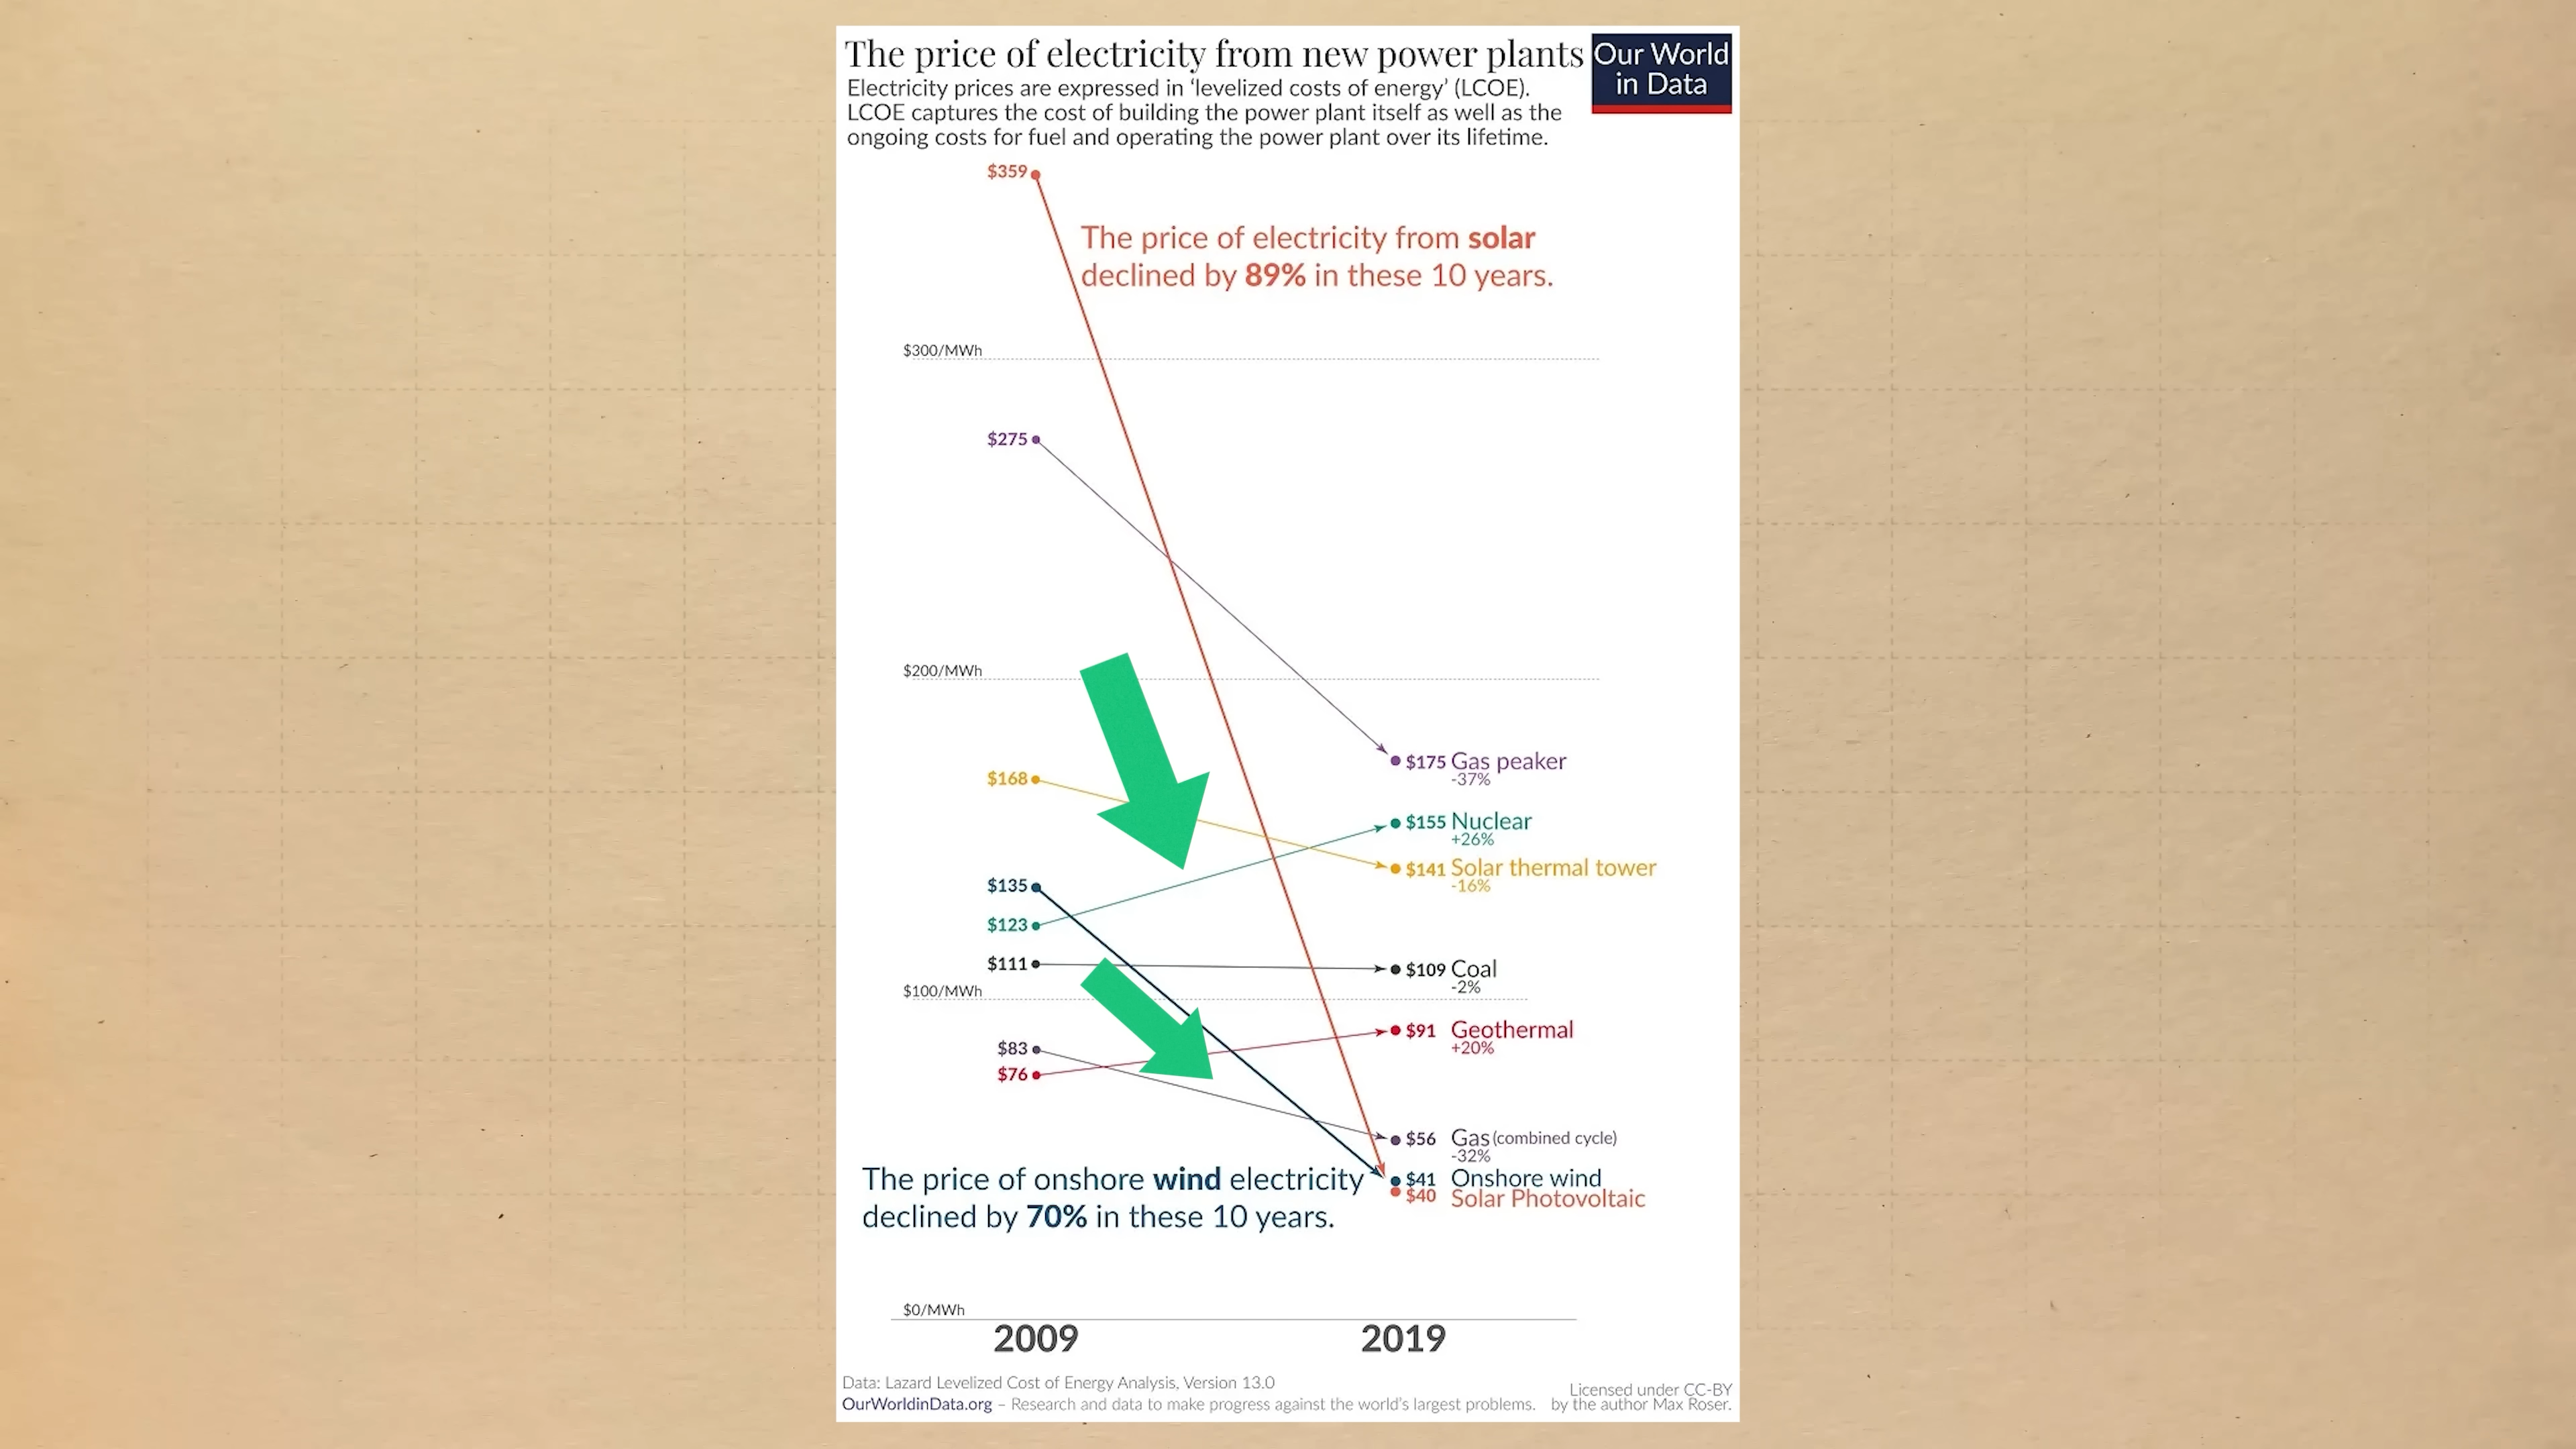 The price of electricity from new power plants
Our World
in Data
Electricity prices are expressed in ‘levelized costs of energy’ (LCOE).
LCOE captures the cost of building the power plant itself as well as the
ongoing costs for fuel and operating the power plant over its lifetime.
$359
The price of electricity from solar
declined by 89% in these 10 years.
$300/MWh
$275
$200/MWh
$175 Gas peaker
-37%
$168
$155 Nuclear
+26%
$141 Solar thermal tower
-16%
$135
$123
$111
$109 Coal
-2%
$100/MWh
$91 Geothermal
+20%
$83
$76
$56 Gas (combined cycle)
-32%
The price of onshore wind electricity
declined by 70% in these 10 years.
$41 Onshore wind
$40 Solar Photovoltaic
$0/MWh
2009 2019
Data: Lazard Levelized Cost of Energy Analysis, Version 13.0
OurWorldinData.org – Research and data to make progress against the world’s largest problems.
Licensed under CC-BY
by the author Max Roser.